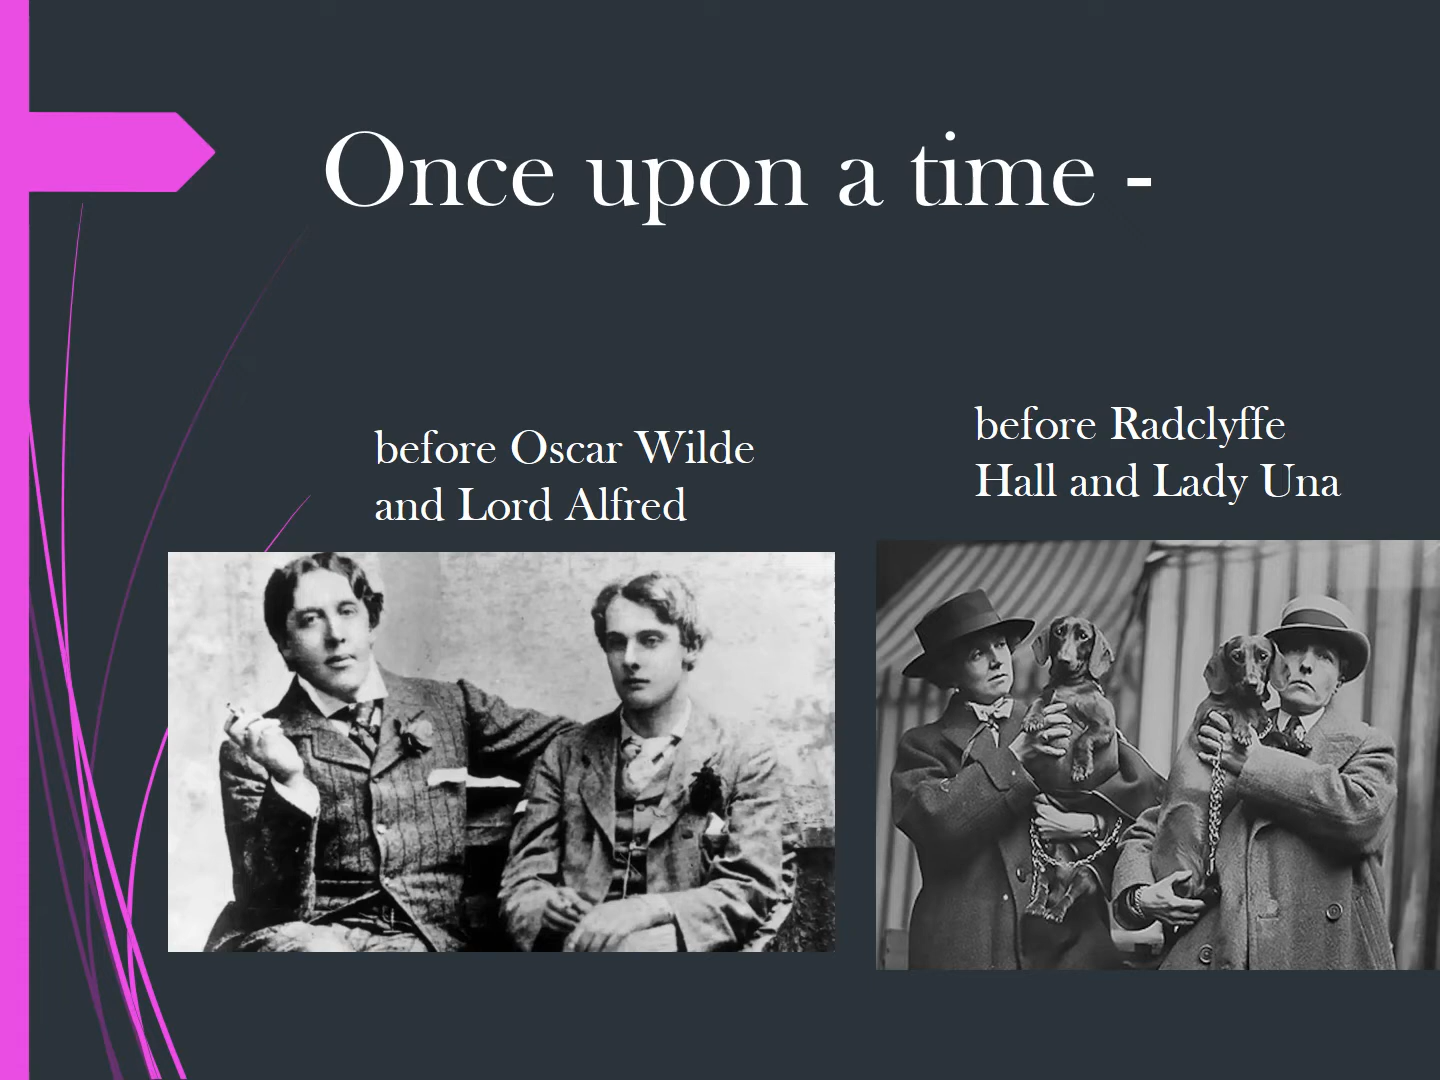 Once upon a time -
before Oscar Wilde
and Lord Alfred
before Radclyffe
Hall and Lady Una